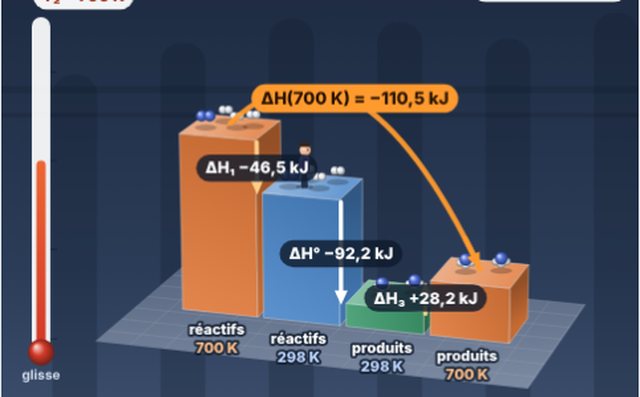 ΔH(700 K) = −110,5 kJ
ΔH₁ −46,5 kJ
ΔH° −92,2 kJ
ΔH₃ +28,2 kJ
réactifs
700 K
réactifs
298 K
produits
298 K
produits
700 K
glisse